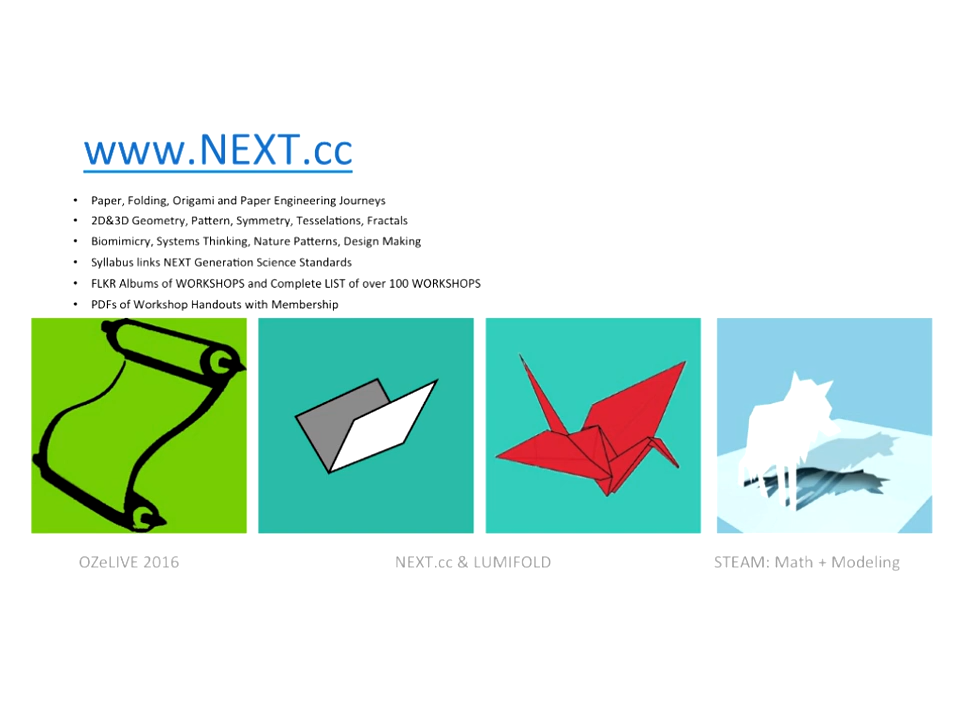 www.NEXT.cc
• Paper, Folding, Origami and Paper Engineering Journeys
• 2D&3D Geometry, Pattern, Symmetry, Tesselations, Fractals
• Biomimicry, Systems Thinking, Nature Patterns, Design Making
• Syllabus links NEXT Generation Science Standards
• FLKR Albums of WORKSHOPS and Complete LIST of over 100 WORKSHOPS
• PDFs of Workshop Handouts with Membership
OZeLIVE 2016
NEXT.cc & LUMIFOLD
STEAM: Math + Modeling